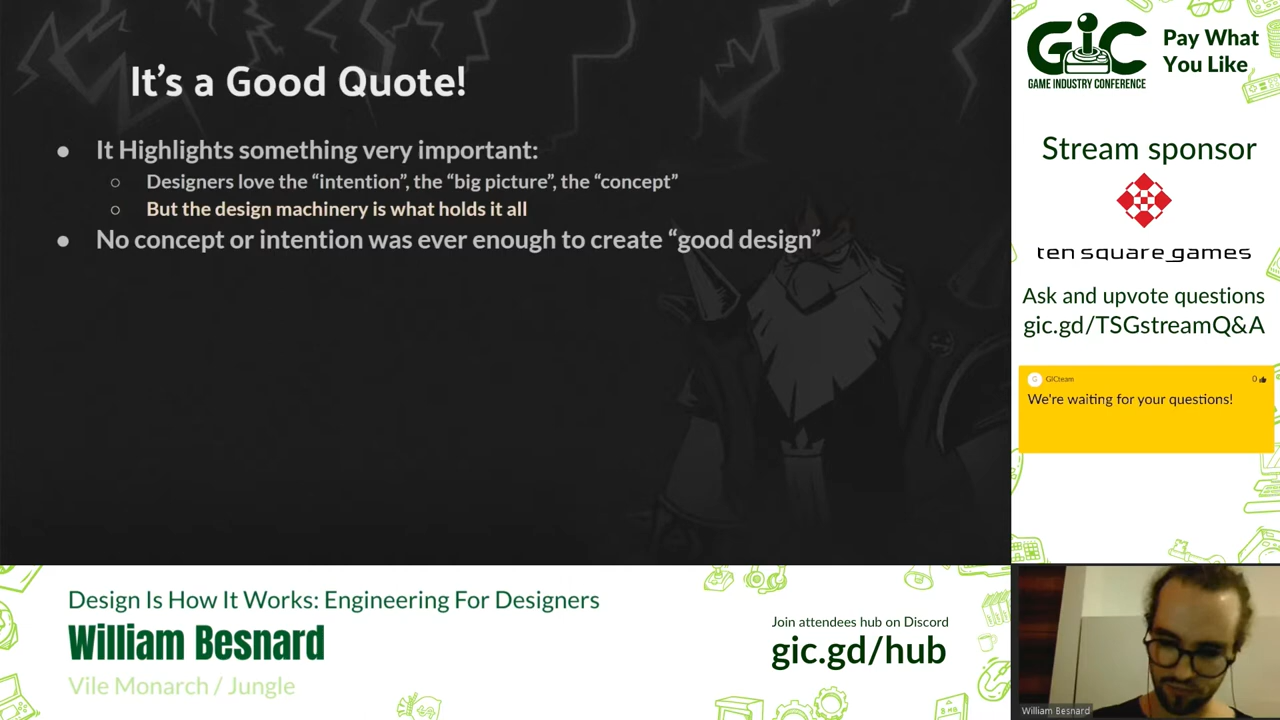 It's a Good Quote!
● It Highlights something very important:
○ Designers love the “intention”, the “big picture”, the “concept”
○ But the design machinery is what holds it all
● No concept or intention was ever enough to create “good design”
GIC
GAME INDUSTRY CONFERENCE
Pay What
You Like
Stream sponsor
ten square games
Ask and upvote questions
gic.gd/TSGstreamQ&A
G GICteam 0
We're waiting for your questions!
Design Is How It Works: Engineering For Designers
William Besnard
Vile Monarch / Jungle
Join attendees hub on Discord
gic.gd/hub
William Besnard